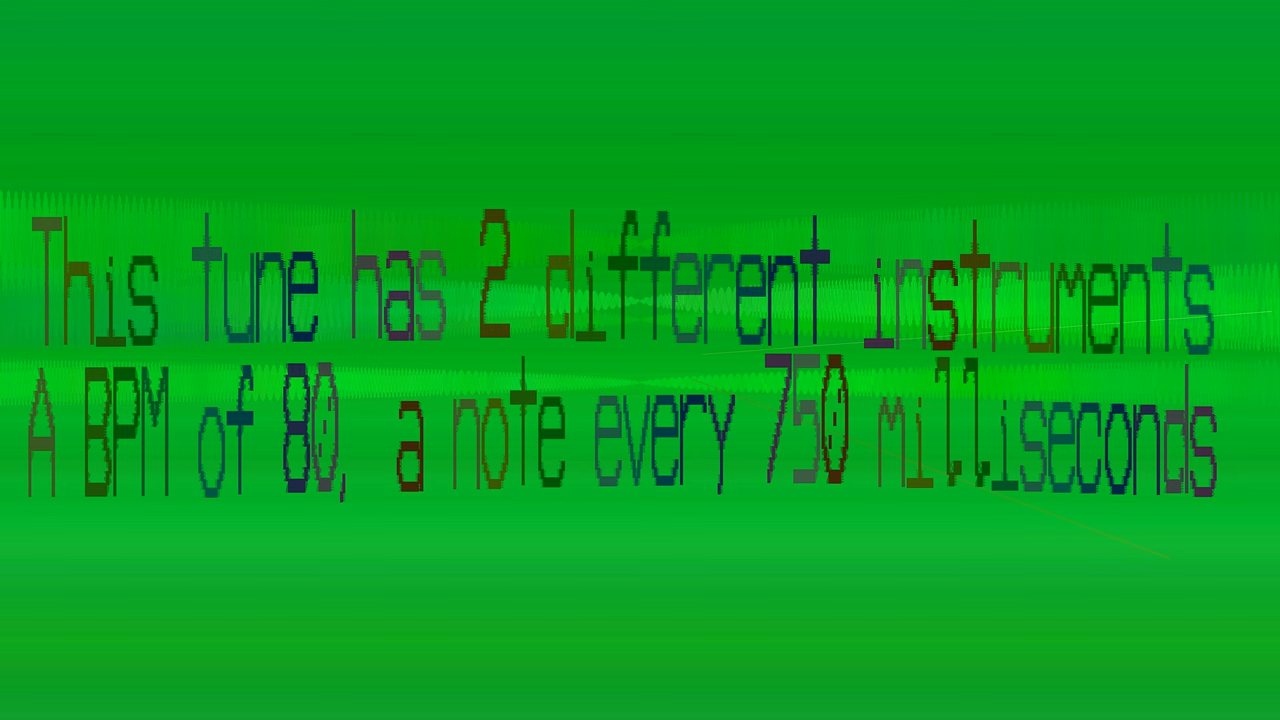 This tune has 2 different instruments
A BPM of 80, a note every 750 milliseconds